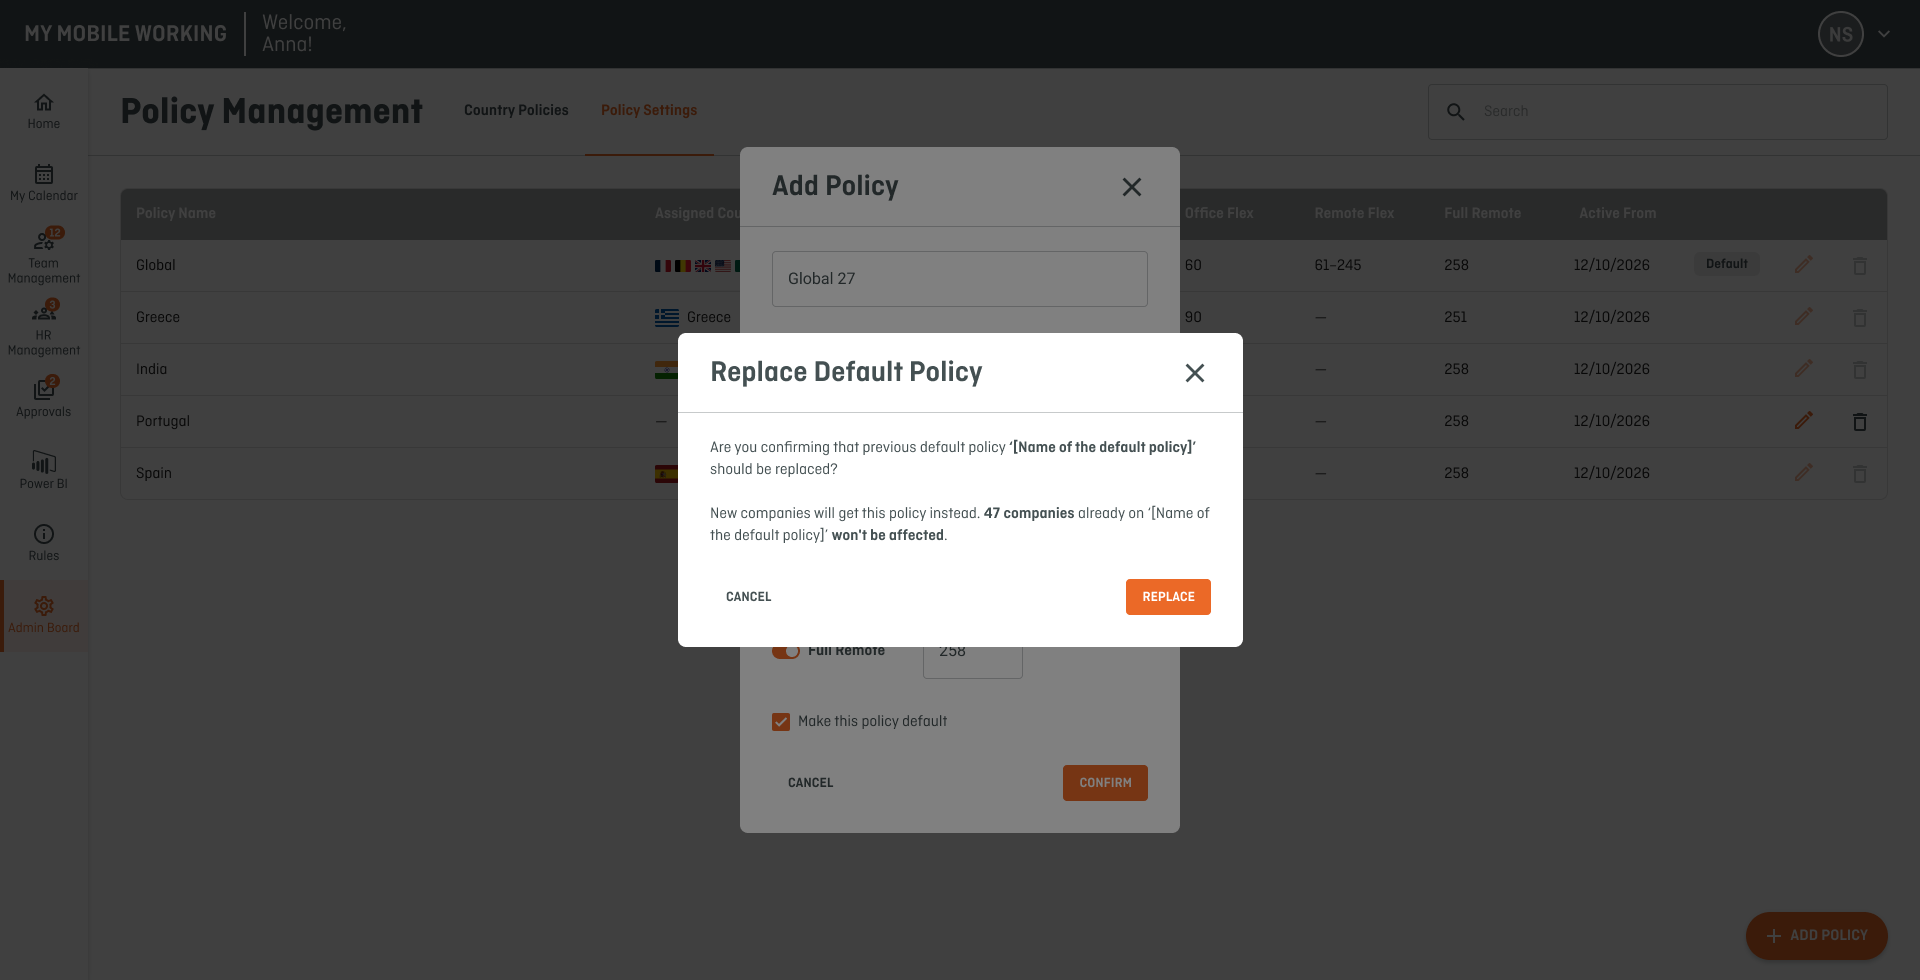 MY MOBILE WORKING
Welcome,
Anna!
NS
Home
My Calendar
12
Team
Management
3
HR
Management
2
Approvals
Power BI
Rules
Admin Board
Policy Management
Country Policies
Policy Settings
Search
Policy Name
Assigned Cou
Office Flex
Remote Flex
Full Remote
Active From
Global
60
61–245
258
12/10/2026
Default
Greece
Greece
90
—
251
12/10/2026
India
—
258
12/10/2026
Portugal
—
—
258
12/10/2026
Spain
—
258
12/10/2026
Add Policy
Global 27
Replace Default Policy
Are you confirming that previous default policy ‘[Name of the default policy]’
should be replaced?
New companies will get this policy instead. 47 companies already on ‘[Name of
the default policy]’ won't be affected.
CANCEL
REPLACE
Full Remote
258
Make this policy default
CANCEL
CONFIRM
ADD POLICY